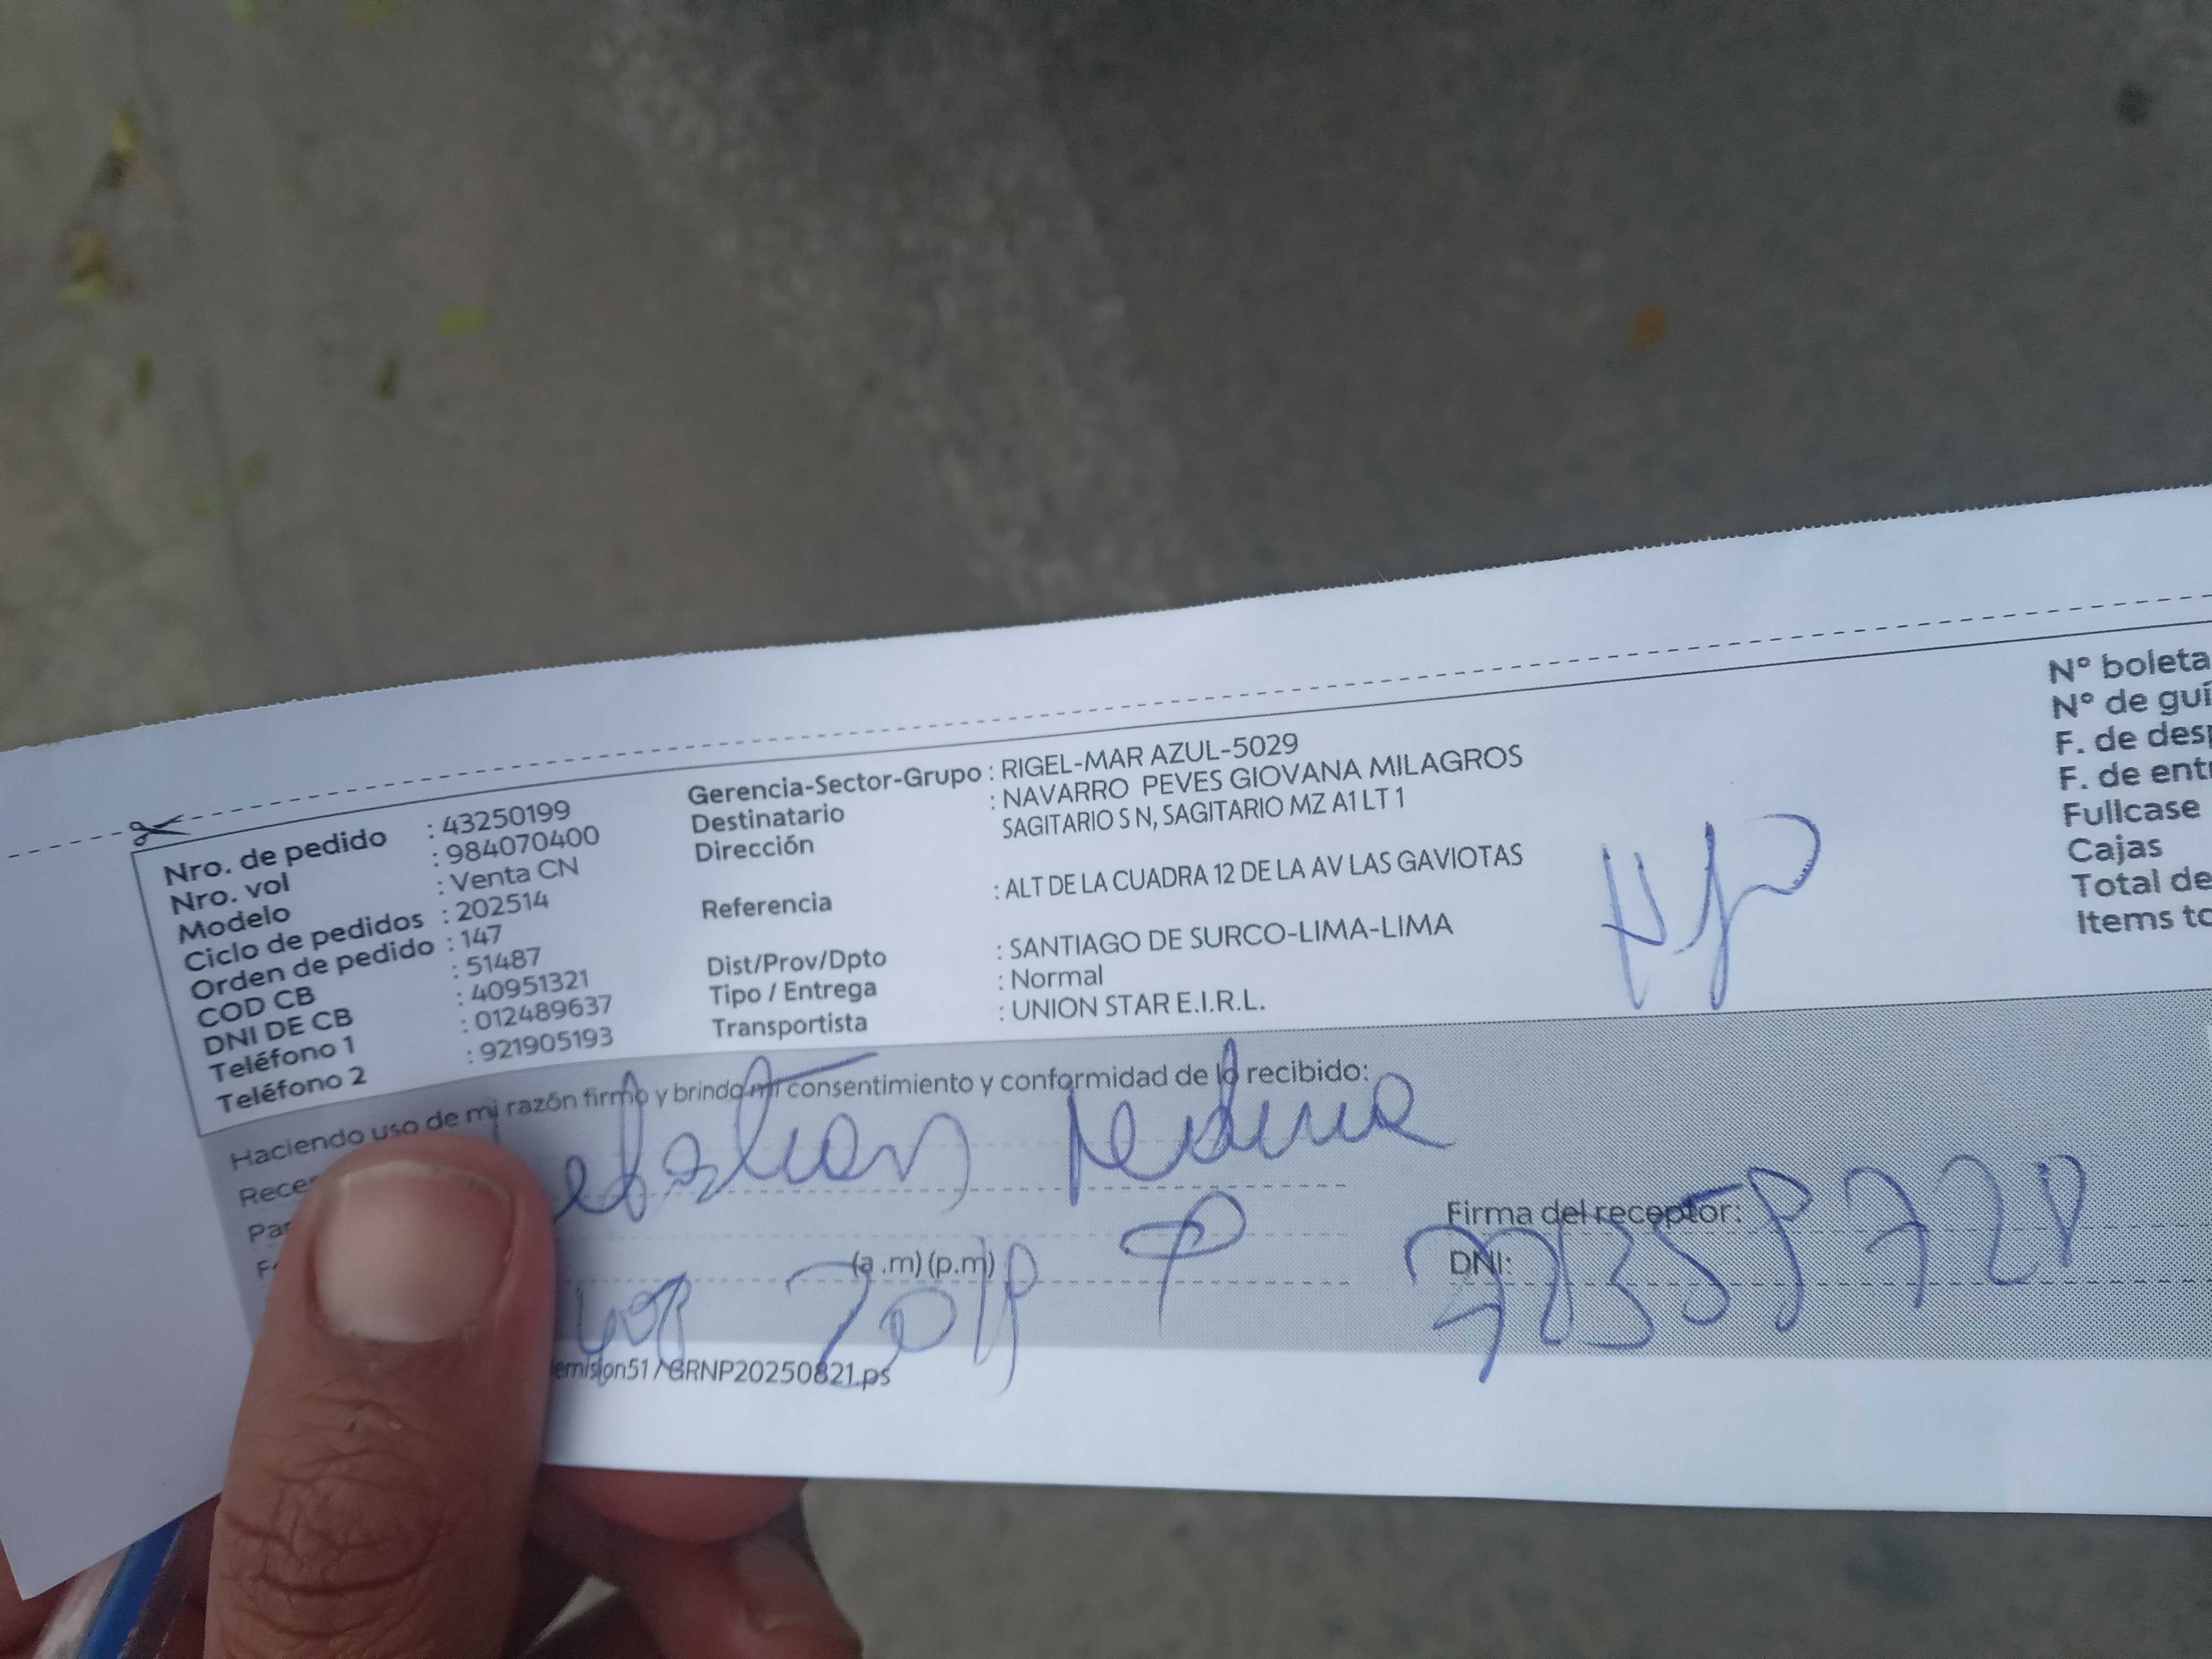 Nro. de pedido : 43250199
Nro. vol : 984070400
Modelo : Venta CN
Ciclo de pedidos : 202514
Orden de pedido : 147
COD CB : 51487
DNI DE CB : 40951321
Teléfono 1 : 012489637
Teléfono 2 : 921905193
Gerencia-Sector-Grupo : RIGEL-MAR AZUL-5029
Destinatario : NAVARRO PEVES GIOVANA MILAGROS
Dirección SAGITARIO S N, SAGITARIO MZ A1 LT 1
Referencia : ALT DE LA CUADRA 12 DE LA AV LAS GAVIOTAS
Dist/Prov/Dpto : SANTIAGO DE SURCO-LIMA-LIMA
Tipo / Entrega : Normal
Transportista : UNION STAR E.I.R.L.
N° boleta
N° de guí
F. de desp
F. de entr
Fullcase
Cajas
Total de
Items to
Haciendo uso de mi razón firmo y brindo mi consentimiento y conformidad de lo recibido:
Rece
Par
(a .m) (p.m)
Firma del receptor:
DNI:
emision51 / GRNP20250821.ps